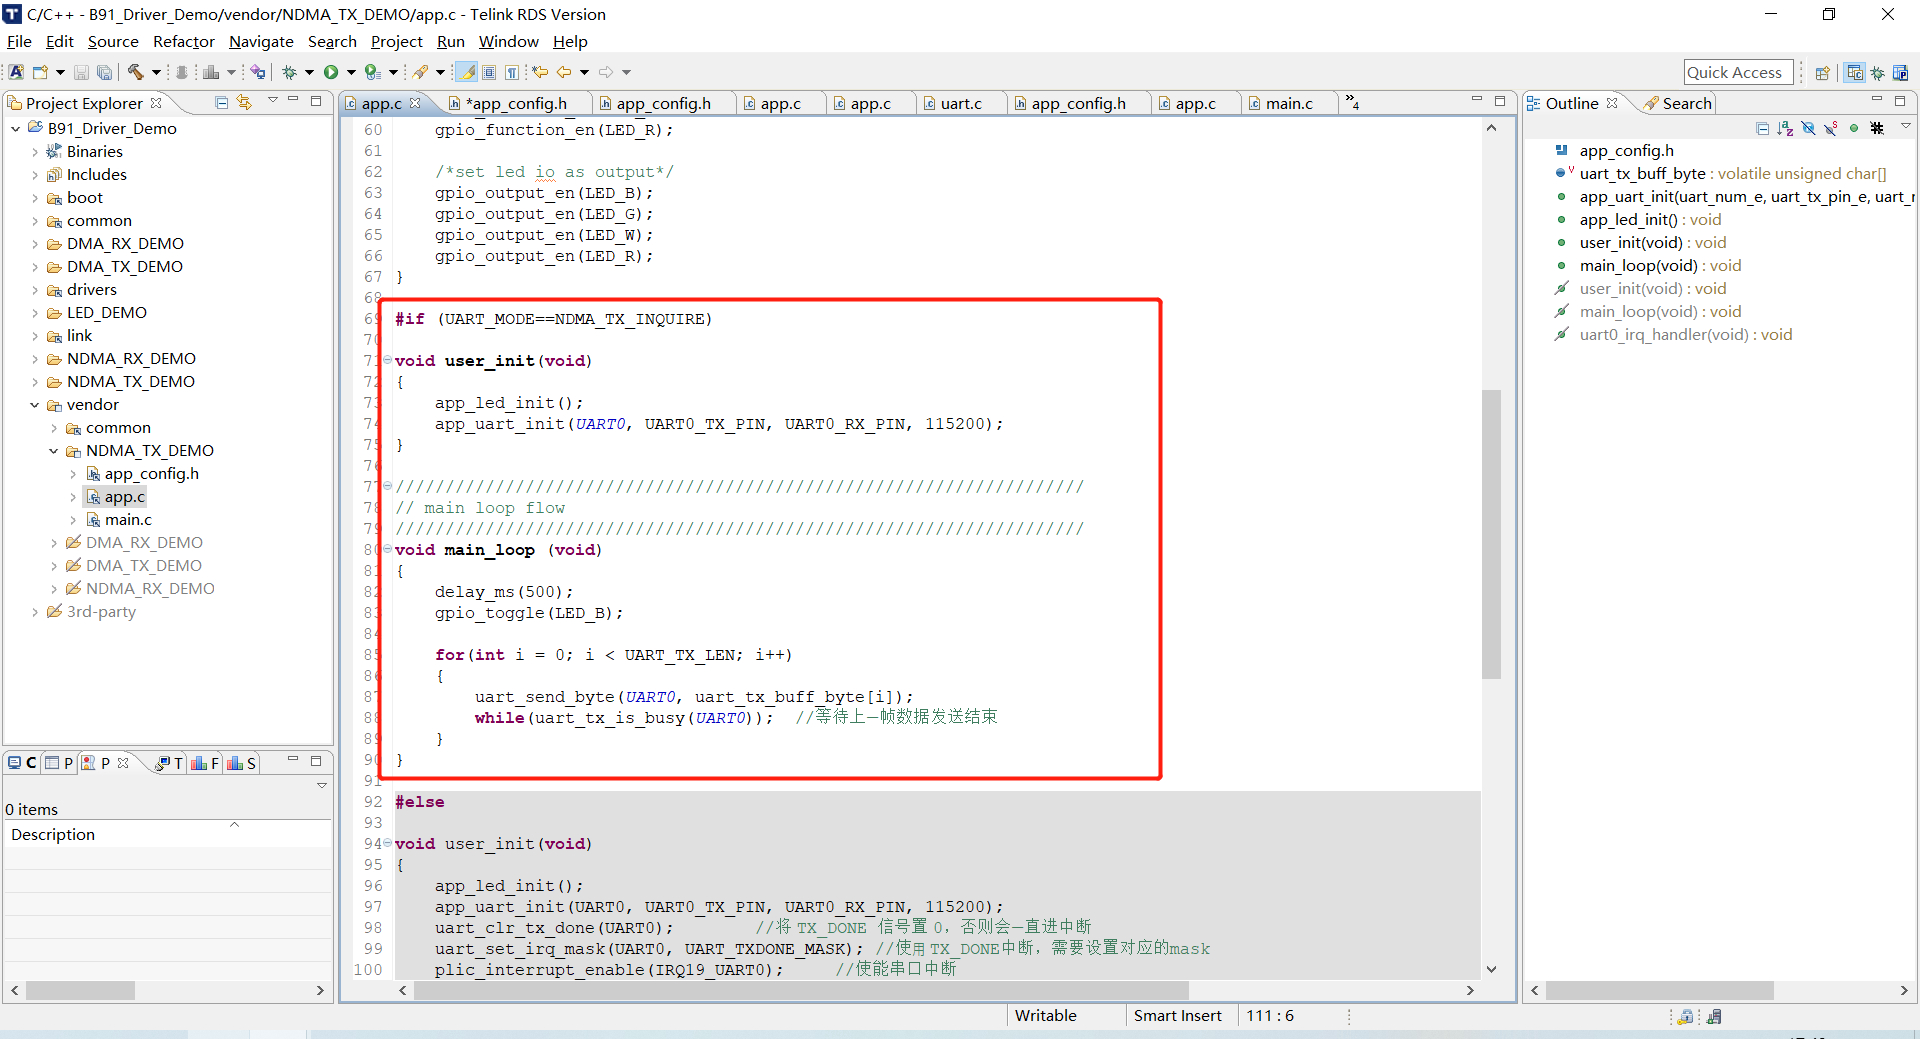 C/C++ - B91_Driver_Demo/vendor/NDMA_TX_DEMO/app.c - Telink RDS Version
File Edit Source Refactor Navigate Search Project Run Window Help
Quick Access
Project Explorer
B91_Driver_Demo
Binaries
Includes
boot
common
DMA_RX_DEMO
DMA_TX_DEMO
drivers
LED_DEMO
link
NDMA_RX_DEMO
NDMA_TX_DEMO
vendor
common
NDMA_TX_DEMO
app_config.h
app.c
main.c
DMA_RX_DEMO
DMA_TX_DEMO
NDMA_RX_DEMO
3rd-party
C P P T F S
0 items
Description
app.c *app_config.h app_config.h app.c app.c uart.c app_config.h app.c main.c »4
60 gpio_function_en(LED_R);
61
62 /*set led io as output*/
63 gpio_output_en(LED_B);
64 gpio_output_en(LED_G);
65 gpio_output_en(LED_W);
66 gpio_output_en(LED_R);
67 }
68
69 #if (UART_MODE==NDMA_TX_INQUIRE)
70
71 void user_init(void)
72 {
73 app_led_init();
74 app_uart_init(UART0, UART0_TX_PIN, UART0_RX_PIN, 115200);
75 }
76
77 /////////////////////////////////////////////////////////////////////
78 // main loop flow
79 /////////////////////////////////////////////////////////////////////
80 void main_loop (void)
81 {
82 delay_ms(500);
83 gpio_toggle(LED_B);
84
85 for(int i = 0; i < UART_TX_LEN; i++)
86 {
87 uart_send_byte(UART0, uart_tx_buff_byte[i]);
88 while(uart_tx_is_busy(UART0)); //等待上一帧数据发送结束
89 }
90 }
91
92 #else
93
94 void user_init(void)
95 {
96 app_led_init();
97 app_uart_init(UART0, UART0_TX_PIN, UART0_RX_PIN, 115200);
98 uart_clr_tx_done(UART0); //将 TX_DONE 信号置 0，否则会一直进中断
99 uart_set_irq_mask(UART0, UART_TXDONE_MASK); //使用 TX_DONE中断，需要设置对应的mask
100 plic_interrupt_enable(IRQ19_UART0); //使能串口中断
Outline Search
app_config.h
uart_tx_buff_byte : volatile unsigned char[]
app_uart_init(uart_num_e, uart_tx_pin_e, uart_r
app_led_init() : void
user_init(void) : void
main_loop(void) : void
user_init(void) : void
main_loop(void) : void
uart0_irq_handler(void) : void
Writable Smart Insert 111 : 6